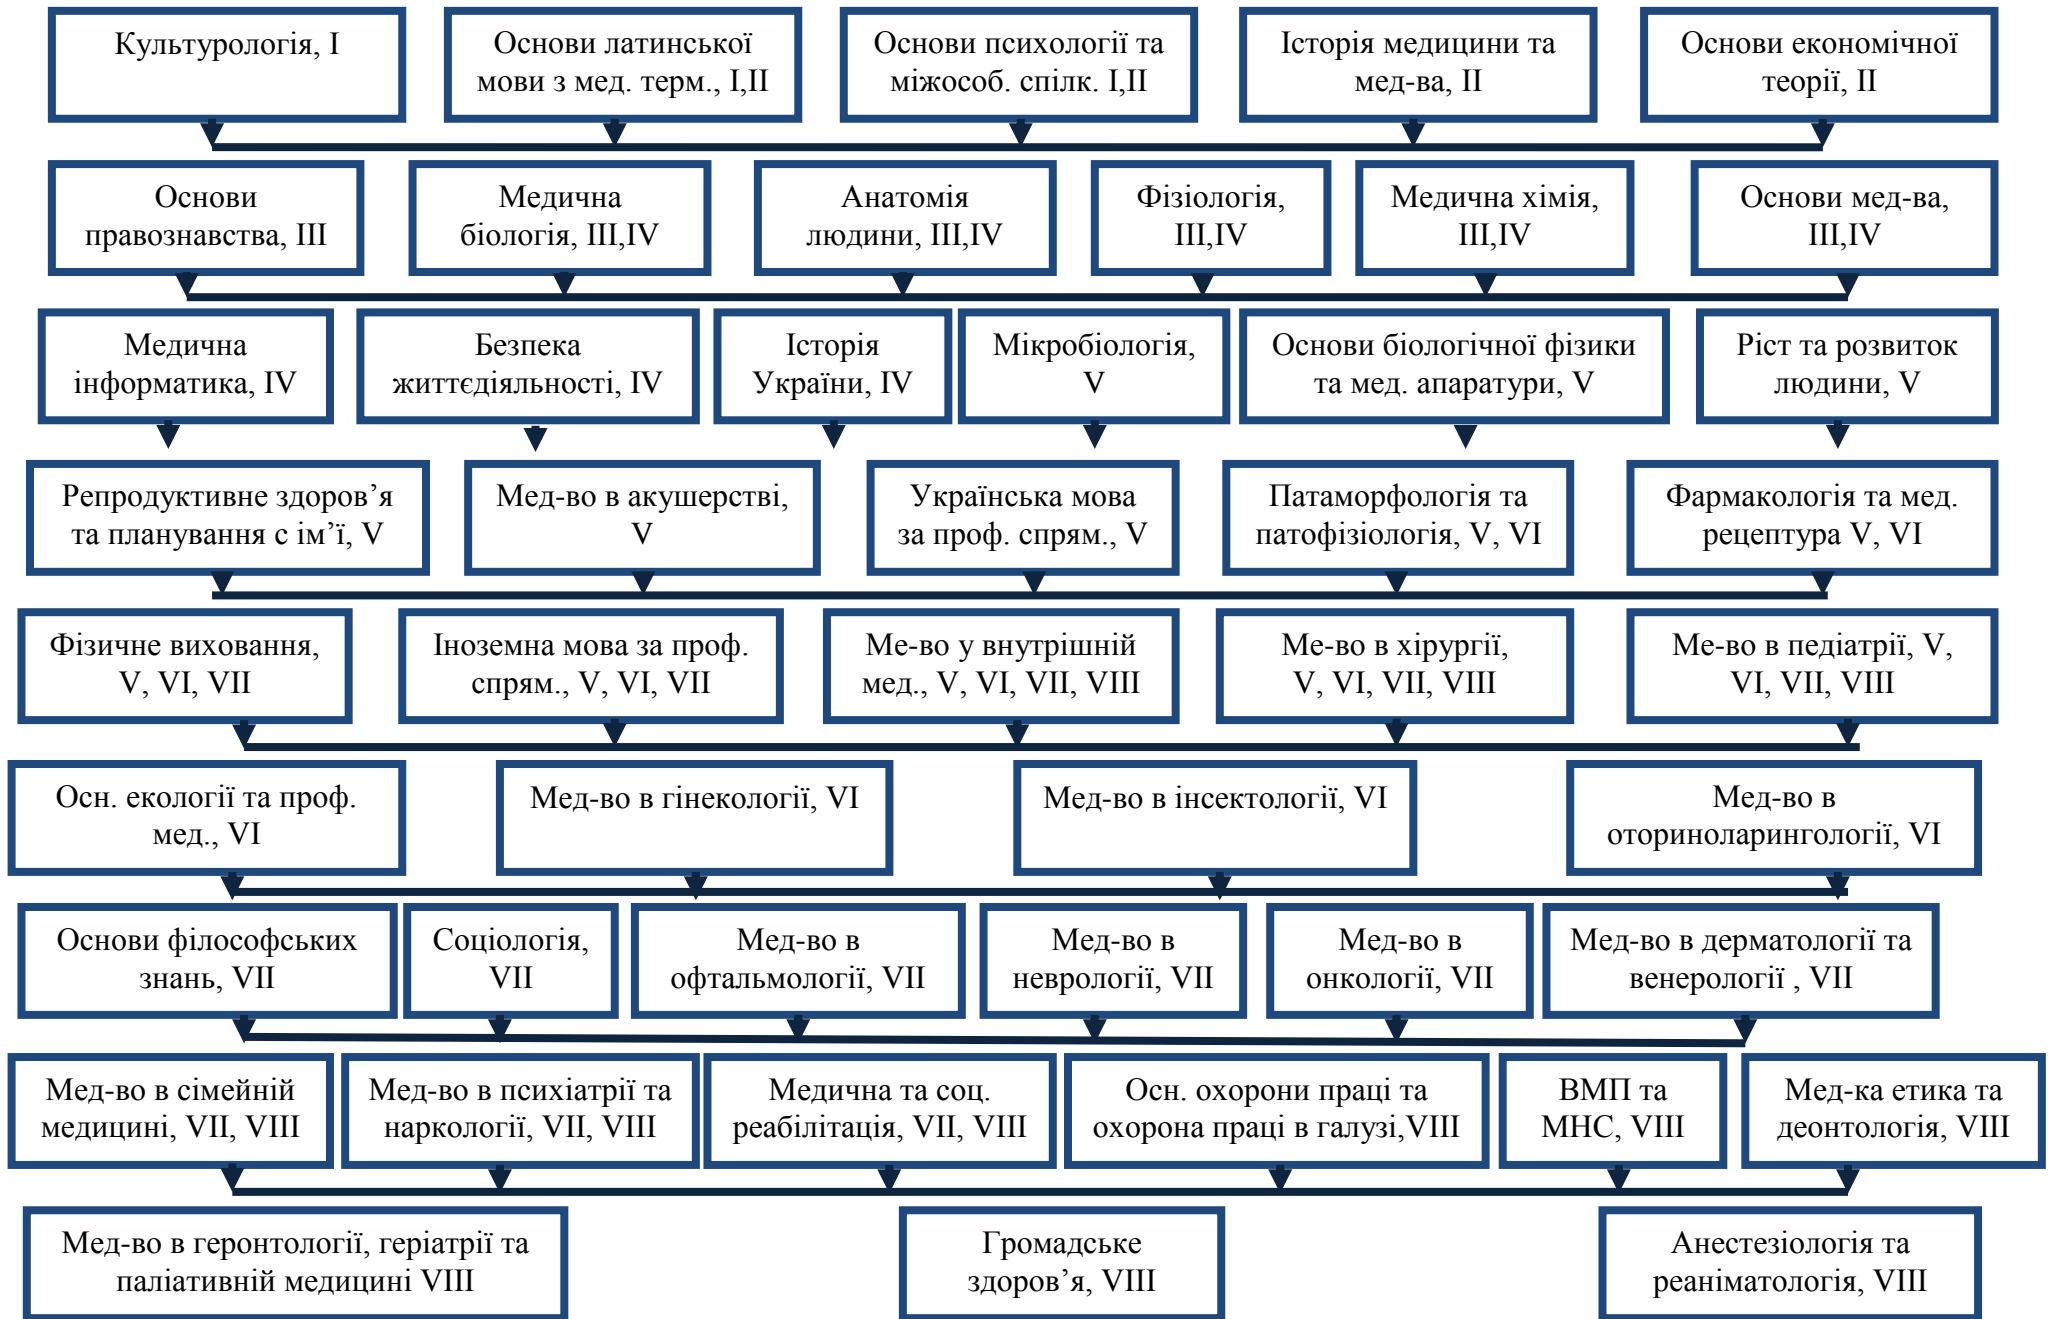 Культурологія, І
Основи латинської
мови з мед. терм., І,ІІ
Основи психології та
міжособ. спілк. І,ІІ
Історія медицини та
мед-ва, ІІ
Основи економічної
теорії, ІІ
Основи
правознавства, ІІІ
Медична
біологія, ІІІ,IV
Анатомія
людини, ІІІ,IV
Фізіологія,
ІІІ,IV
Медична хімія,
ІІІ,IV
Основи мед-ва,
ІІІ,IV
Медична
інформатика, IV
Безпека
життєдіяльності, IV
Історія
України, IV
Мікробіологія,
V
Основи біологічної фізики
та мед. апаратури, V
Ріст та розвиток
людини, V
Репродуктивне здоров’я
та планування с ім’ї, V
Мед-во в акушерстві,
V
Українська мова
за проф. спрям., V
Патаморфологія та
патофізіологія, V, VI
Фармакологія та мед.
рецептура V, VI
Фізичне виховання,
V, VI, VII
Іноземна мова за проф.
спрям., V, VI, VII
Ме-во у внутрішній
мед., V, VI, VII, VIII
Ме-во в хірургії,
V, VI, VII, VIII
Ме-во в педіатрії, V,
VI, VII, VIII
Осн. екології та проф.
мед., VI
Мед-во в гінекології, VI
Мед-во в інсектології, VI
Мед-во в
оториноларингології, VI
Основи філософських
знань, VII
Соціологія,
VII
Мед-во в
офтальмології, VII
Мед-во в
неврології, VII
Мед-во в
онкології, VII
Мед-во в дерматології та
венерології , VII
Мед-во в сімейній
медицині, VII, VIII
Мед-во в психіатрії та
наркології, VII, VIII
Медична та соц.
реабілітація, VII, VIII
Осн. охорони праці та
охорона праці в галузі,VIII
ВМП та
МНС, VIII
Мед-ка етика та
деонтологія, VIII
Мед-во в геронтології, геріатрії та
паліативній медицині VIII
Громадське
здоров’я, VIII
Анестезіологія та
реаніматологія, VIII